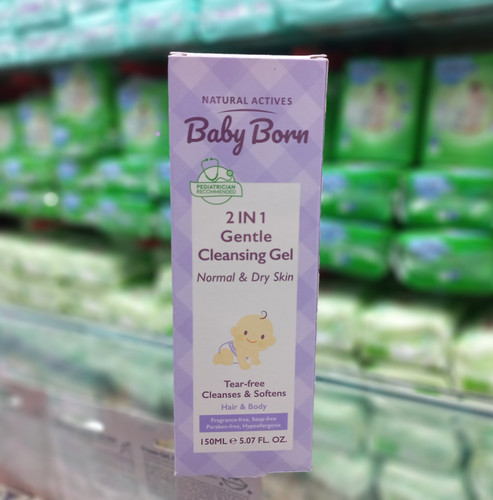 NATURAL ACTIVES
Baby Born
PEDIATRICIAN
RECOMMENDED
2 IN 1
Gentle
Cleansing Gel
Normal & Dry Skin
Tear-free
Cleanses & Softens
Hair & Body
Fragrance-free, Soap-free
Paraben-free, Hypoallergenic
150ML e 5.07 FL. OZ.